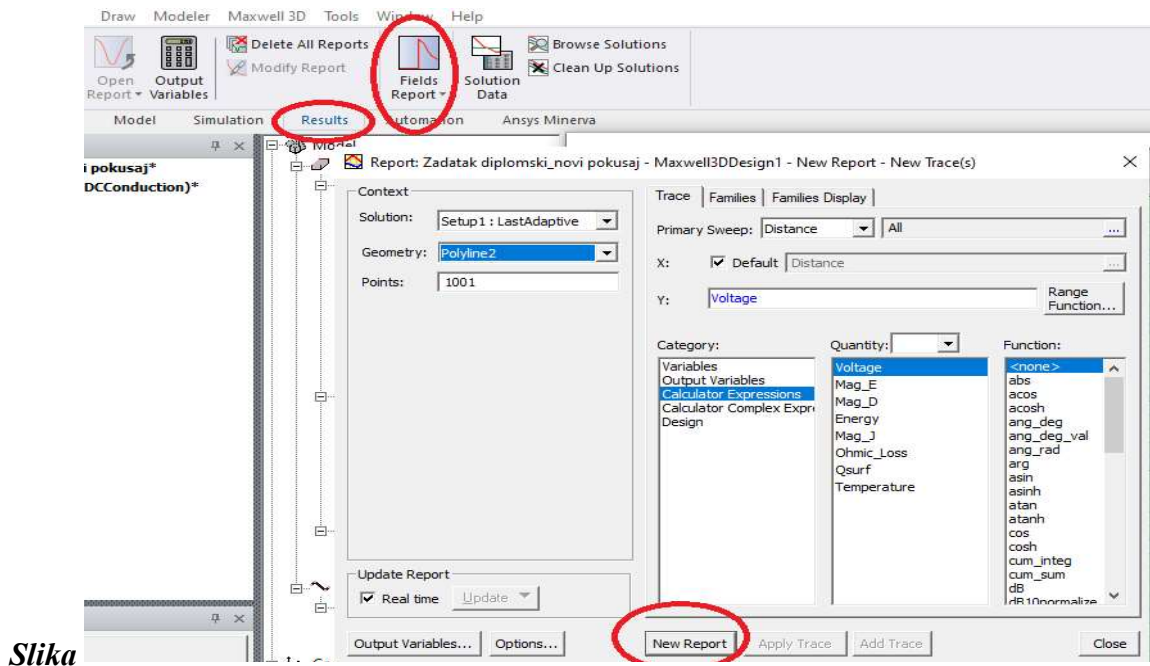 Draw Modeler Maxwell 3D Tools Window Help
Delete All Reports
Modify Report
Open Report
Output Variables
Fields Report
Solution Data
Browse Solutions
Clean Up Solutions
Model Simulation Results Automation Ansys Minerva
i pokusaj*
DCConduction)*
Model
Report: Zadatak diplomski_novi pokusaj - Maxwell3DDesign1 - New Report - New Trace(s)
Context
Solution: Setup1 : LastAdaptive
Geometry: Polyline2
Points: 1001
Update Report
Real time Update
Output Variables... Options...
Trace Families Families Display
Primary Sweep: Distance All ...
X: Default Distance ...
Y: Voltage
Range Function...
Category:
Variables
Output Variables
Calculator Expressions
Calculator Complex Expre
Design
Quantity:
Voltage
Mag_E
Mag_D
Energy
Mag_J
Ohmic_Loss
Qsurf
Temperature
Function:
<none>
abs
acos
acosh
ang_deg
ang_deg_val
ang_rad
arg
asin
asinh
atan
atanh
cos
cosh
cum_integ
cum_sum
dB
dB10normalize
New Report Apply Trace Add Trace Close
Slika